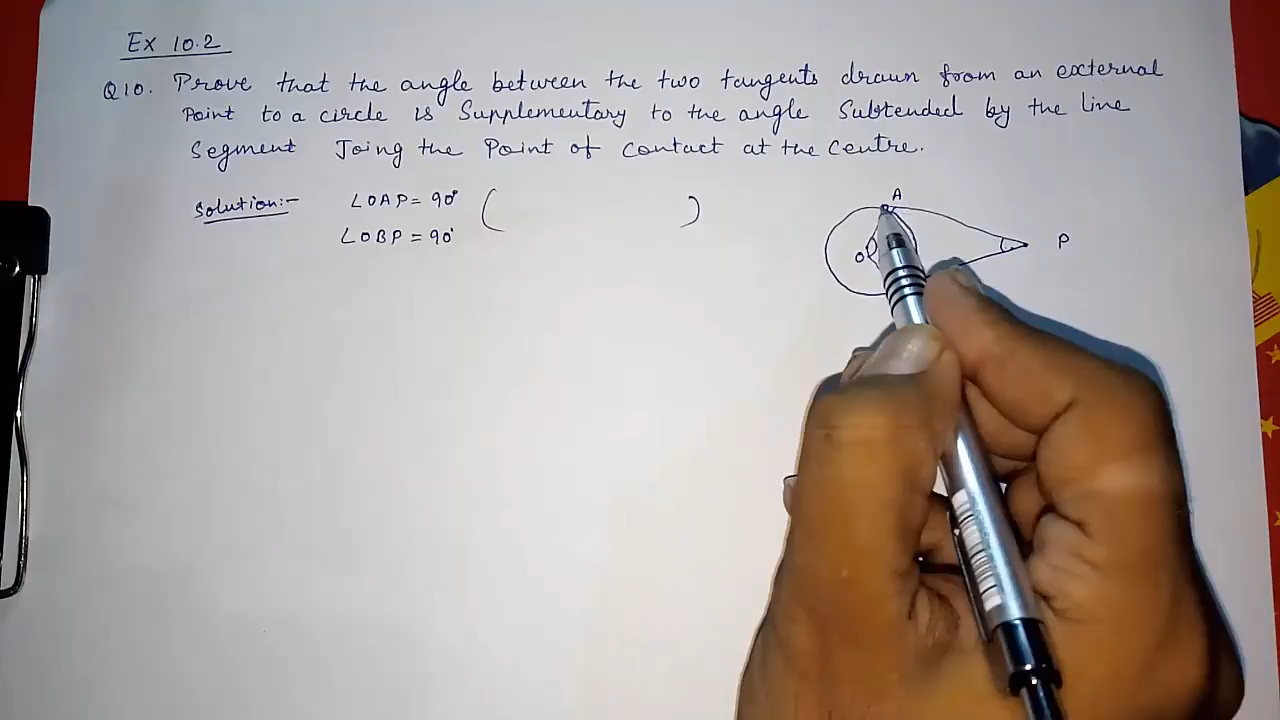 Ex 10.2
Q10. Prove that the angle between the two tangents drawn from an external
Point to a circle is Supplementary to the angle Subtended by the line
Segment Joing the Point of contact at the centre.
Solution:-
∠OAP = 90° ( )
∠OBP = 90°
A
O
P